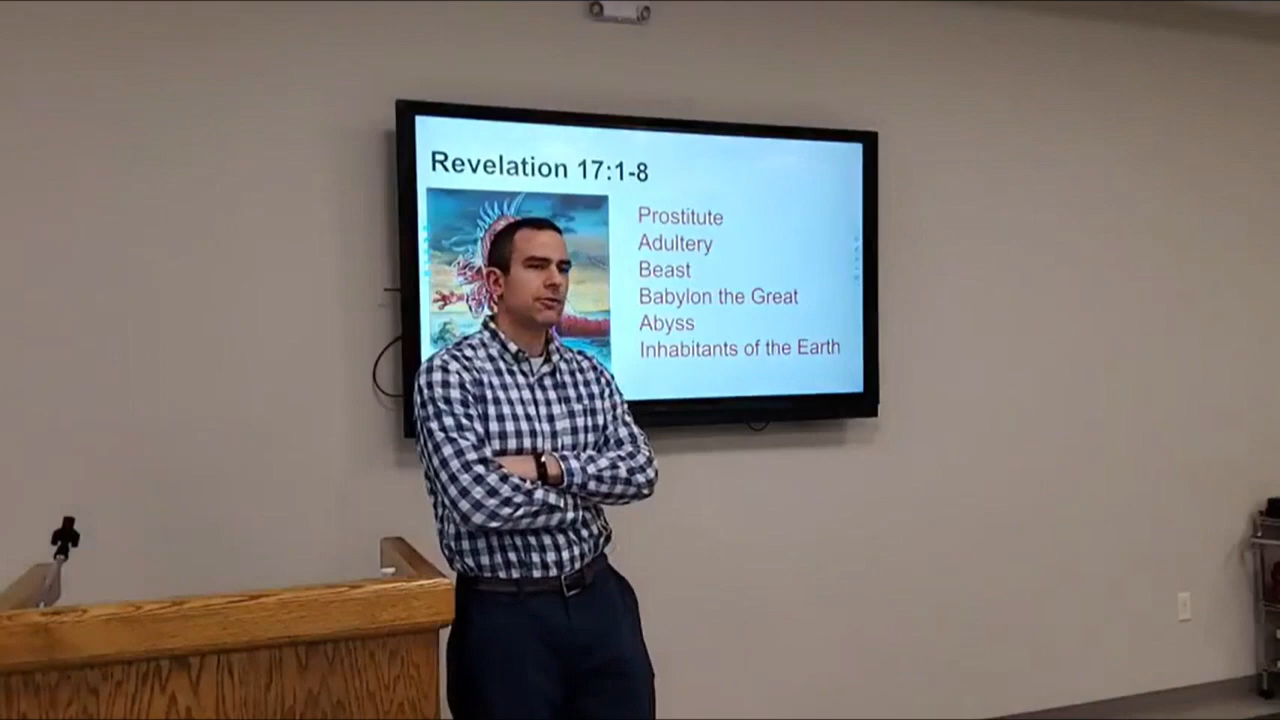 Revelation 17:1-8
Prostitute
Adultery
Beast
Babylon the Great
Abyss
Inhabitants of the Earth